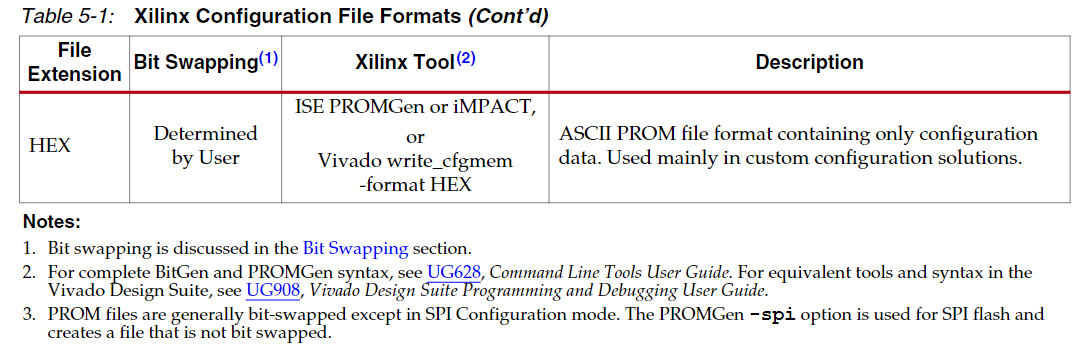 Table 5-1: Xilinx Configuration File Formats (Cont'd)
File
Extension
Bit Swapping(1)
Xilinx Tool(2)
Description
HEX
Determined
by User
ISE PROMGen or iMPACT,
or
Vivado write_cfgmem
-format HEX
ASCII PROM file format containing only configuration
data. Used mainly in custom configuration solutions.
Notes:
1. Bit swapping is discussed in the Bit Swapping section.
2. For complete BitGen and PROMGen syntax, see UG628, Command Line Tools User Guide. For equivalent tools and syntax in the
Vivado Design Suite, see UG908, Vivado Design Suite Programming and Debugging User Guide.
3. PROM files are generally bit-swapped except in SPI Configuration mode. The PROMGen -spi option is used for SPI flash and
creates a file that is not bit swapped.